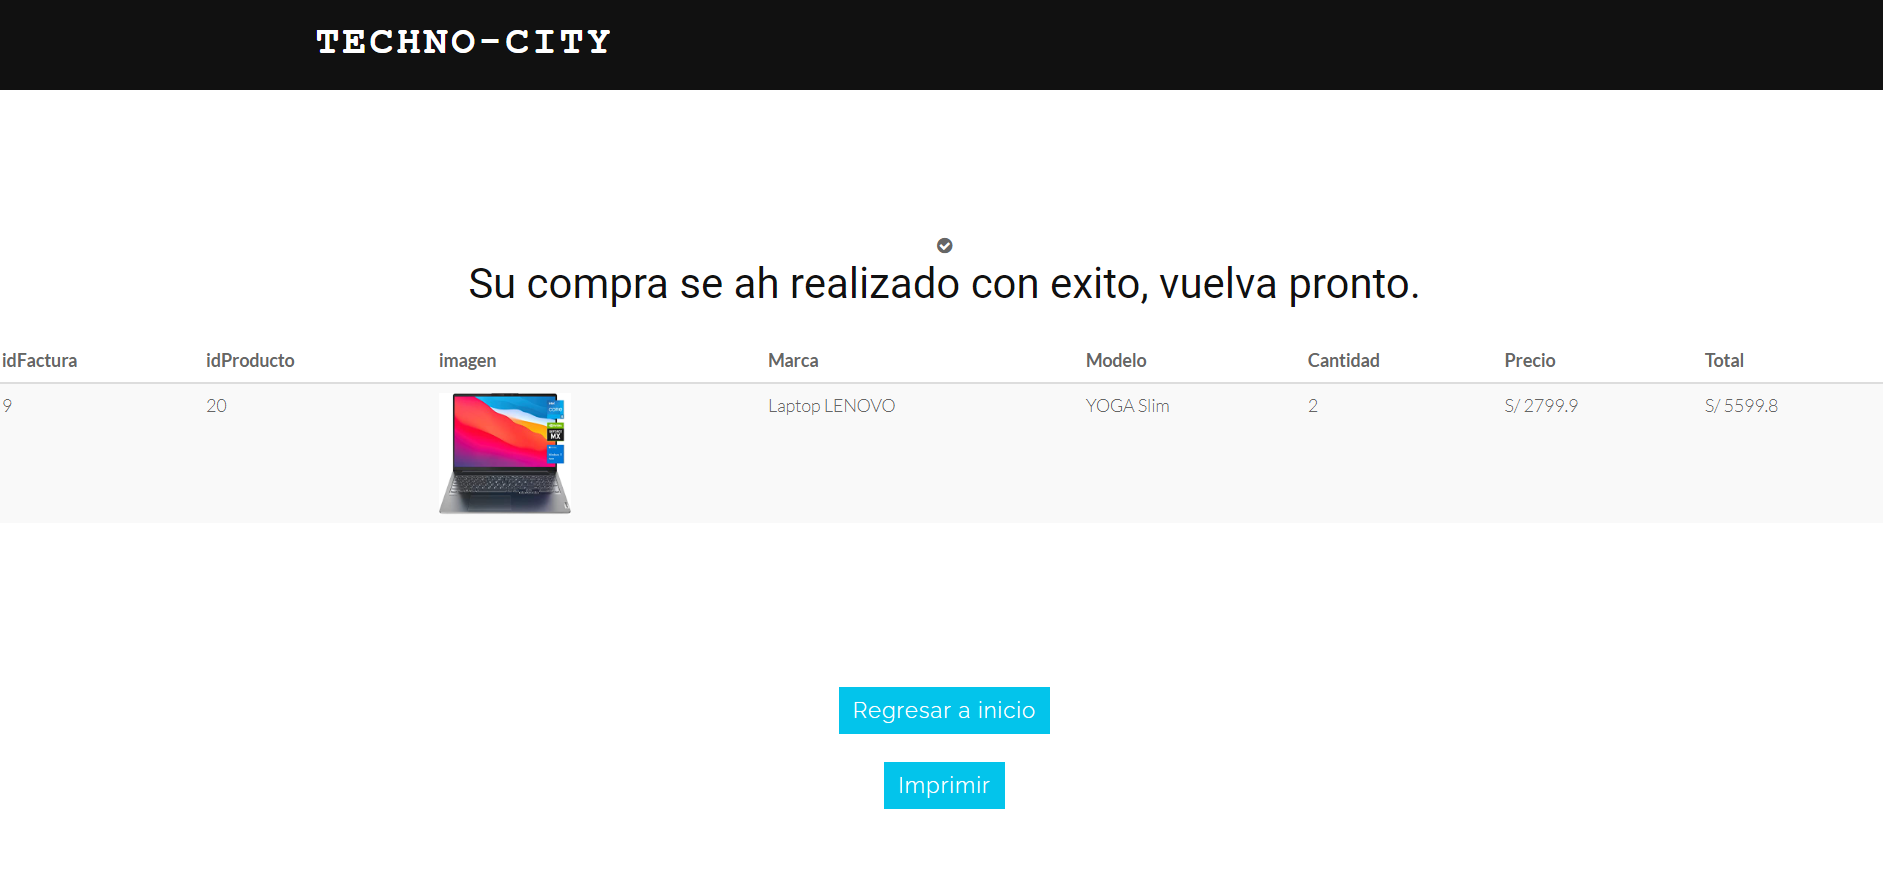 TECHNO-CITY
Su compra se ah realizado con exito, vuelva pronto.
idFactura idProducto imagen Marca Modelo Cantidad Precio Total
9 20 Laptop LENOVO YOGA Slim 2 S/ 2799.9 S/ 5599.8
Regresar a inicio
Imprimir